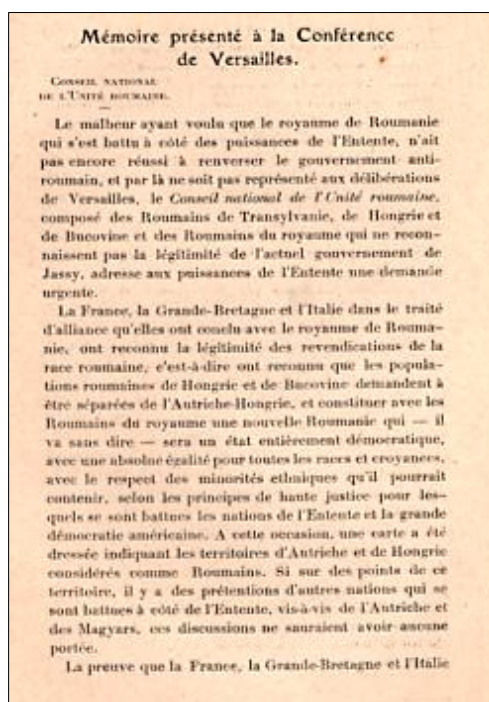 Mémoire présenté à la Conférence
de Versailles.
CONSEIL NATIONAL
DE L'UNITÉ ROUMAINE.
Le malheur ayant voulu que le royaume de Roumanie
qui s'est battu à côté des puissances de l'Entente, n'ait
pas encore réussi à renverser le gouvernement anti-
roumain, et par là ne soit pas représenté aux délibérations
de Versailles, le Conseil national de l'Unité roumaine,
composé des Roumains de Transylvanie, de Hongrie et
de Bucovine et des Roumains du royaume qui ne recon-
naissent pas la légitimité de l'actuel gouvernement de
Jassy, adresse aux puissances de l'Entente une demande
urgente.
La France, la Grande-Bretagne et l'Italie dans le traité
d'alliance qu'elles ont conclu avec le royaume de Rouma-
nie, ont reconnu la légitimité des revendications de la
race roumaine, c'est-à-dire ont reconnu que les popula-
tions roumaines de Hongrie et de Bucovine demandent à
être séparées de l'Autriche-Hongrie, et constituer avec les
Roumains du royaume une nouvelle Roumanie qui — il
va sans dire — sera un état entièrement démocratique,
avec une absolue égalité pour toutes les races et croyances,
avec le respect des minorités ethniques qu'il pourrait
contenir, selon les principes de haute justice pour les-
quels se sont battues les nations de l'Entente et la grande
démocratie américaine. A cette occasion, une carte a été
dressée indiquant les territoires d'Autriche et de Hongrie
considérés comme Roumains. Si sur des points de ce
territoire, il y a des prétentions d'autres nations qui se
sont battues à côté de l'Entente, vis-à-vis de l'Autriche et
des Magyars, ces discussions ne sauraient avoir aucune
portée.
La preuve que la France, la Grande-Bretagne et l'Italie